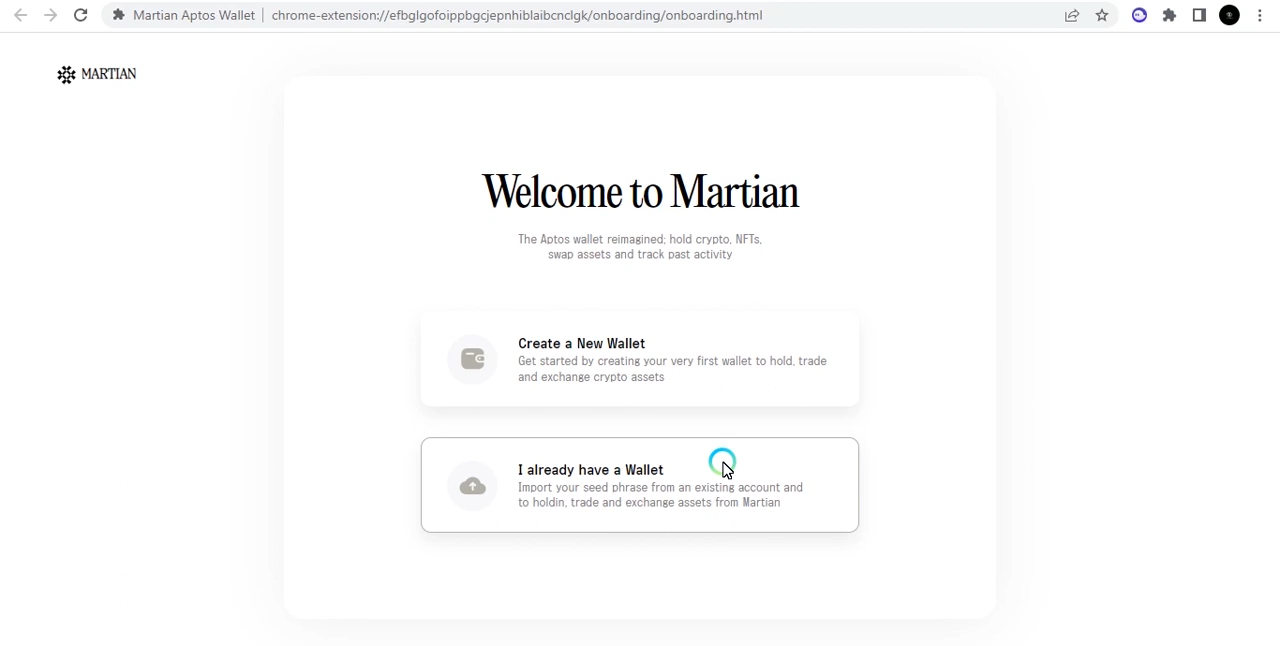 Martian Aptos Wallet | chrome-extension://efbglgofoippbgcjepnhiblaibcnclgk/onboarding/onboarding.html
MARTIAN
Welcome to Martian
The Aptos wallet reimagined; hold crypto, NFTs,
swap assets and track past activity
Create a New Wallet
Get started by creating your very first wallet to hold, trade
and exchange crypto assets
I already have a Wallet
Import your seed phrase from an existing account and
to holdin, trade and exchange assets from Martian